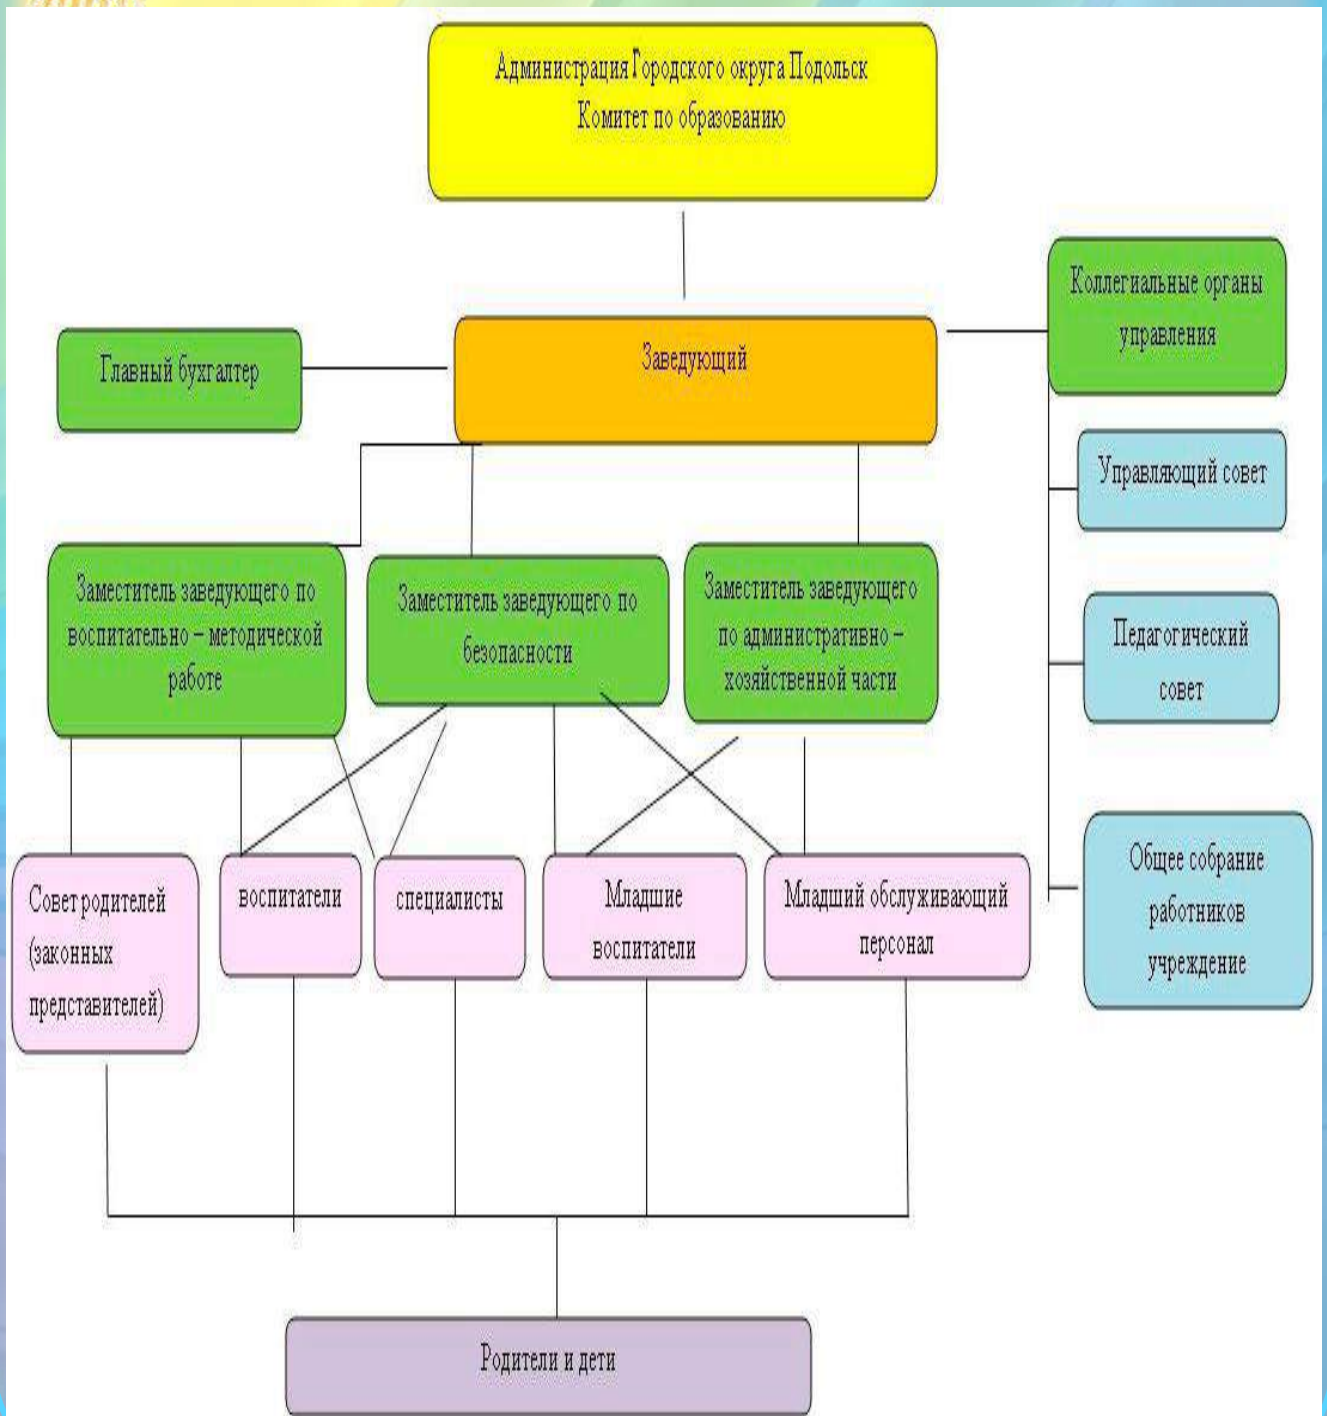 Администрация Городского округа Подольск
Комитет по образованию
Коллегиальные органы
управления
Главный бухгалтер
Заведующий
Управляющий совет
Заместитель заведующего по
воспитательно – методической
работе
Заместитель заведующего по
безопасности
Заместитель заведующего
по административно –
хозяйственной части
Педагогический
совет
Совет родителей
(законных
представителей)
воспитатели
специалисты
Младшие
воспитатели
Младший обслуживающий
персонал
Общее собрание
работников
учреждение
Родители и дети